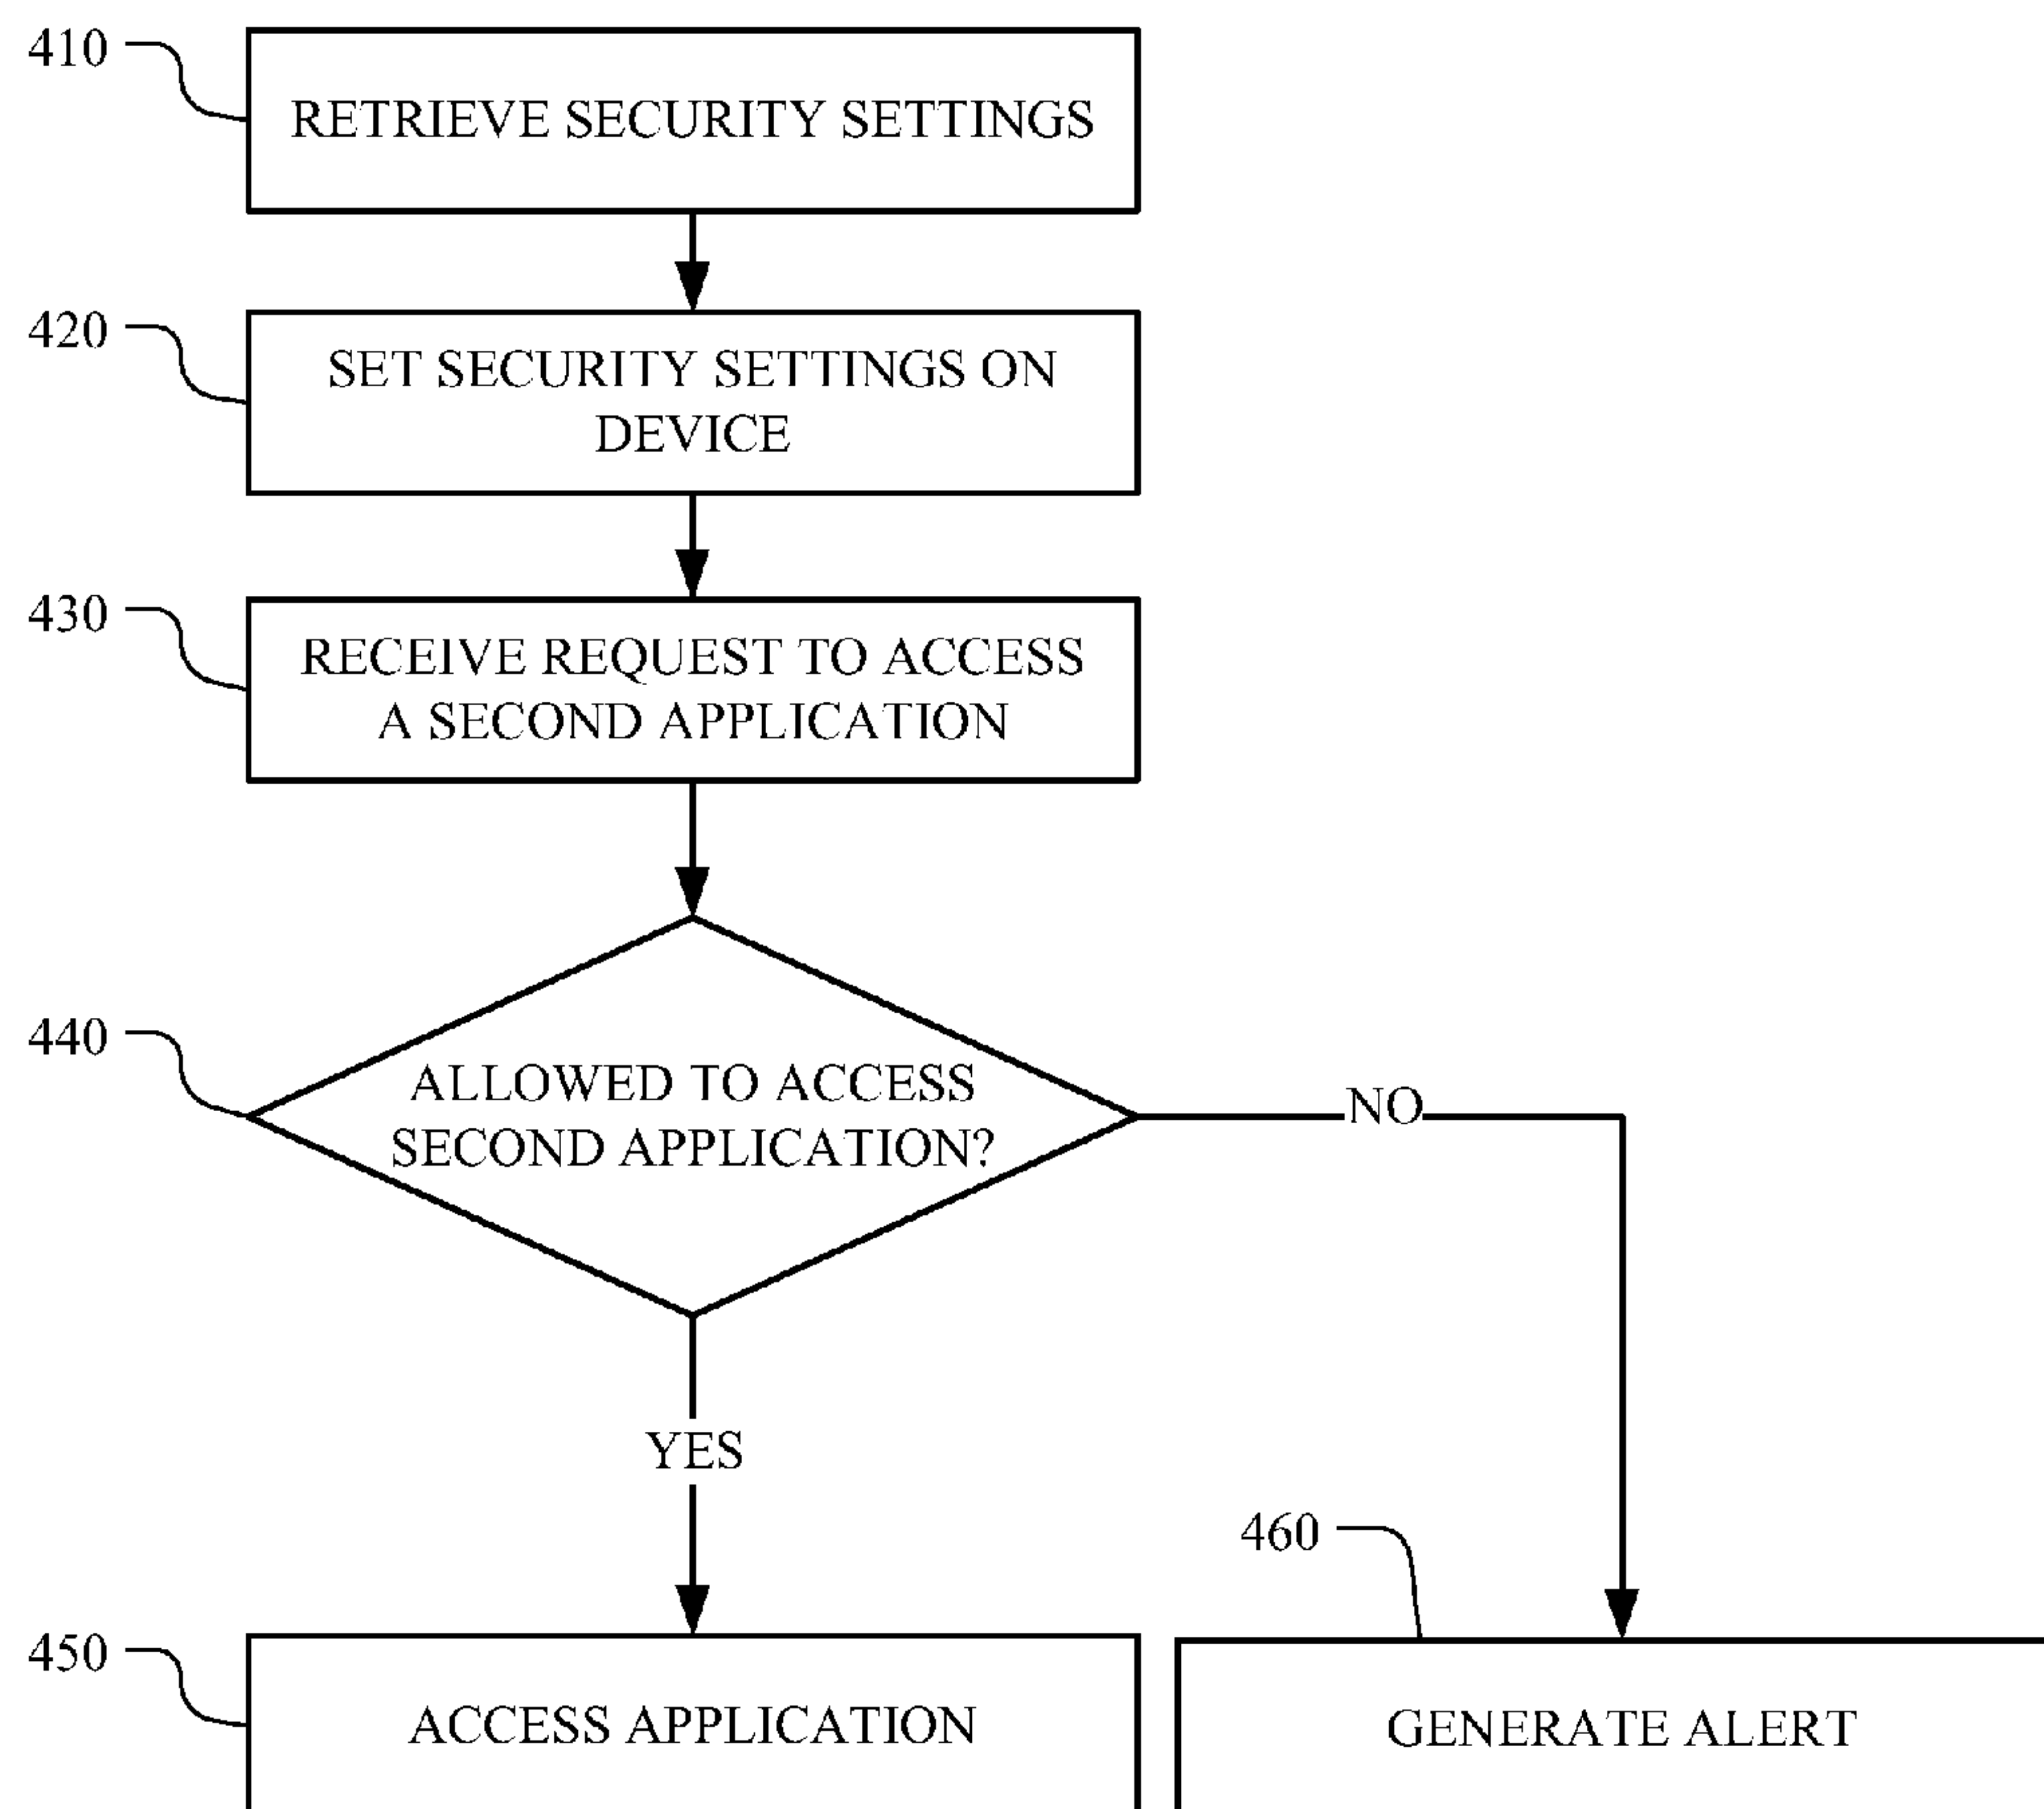 410
RETRIEVE SECURITY SETTINGS
420
SET SECURITY SETTINGS ON
DEVICE
430
RECEIVE REQUEST TO ACCESS
A SECOND APPLICATION
440
ALLOWED TO ACCESS
SECOND APPLICATION?
NO
YES
460
450
ACCESS APPLICATION
GENERATE ALERT